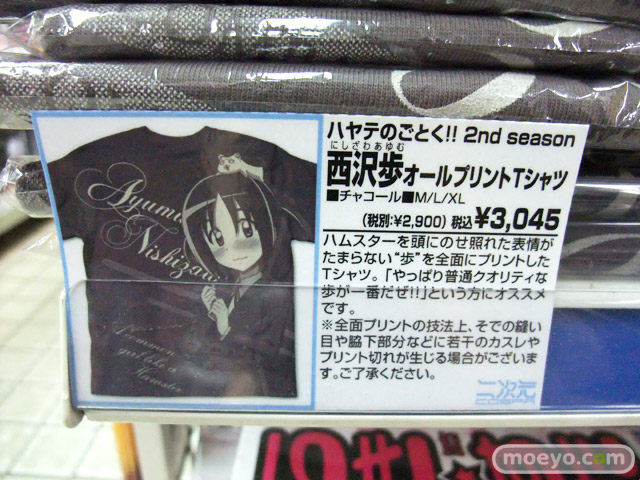 ハヤテのごとく!! 2nd season
にしざわあゆむ
西沢歩オールプリントTシャツ
■チャコール■M/L/XL
(税別:¥2,900) 税込¥3,045
ハムスターを頭にのせ照れた表情が
たまらない“歩”を全面にプリントした
Tシャツ。「やっぱり普通クオリティな
歩が一番だぜ!!」という方にオススメ
です。
※全面プリントの技法上、そでの縫い
目や脇下部分などに若干のカスレや
プリント切れが生じる場合がございま
す。ご了承ください。
Ayumu
Nishizawa
common
girl like a
Hamster
moeyo.com